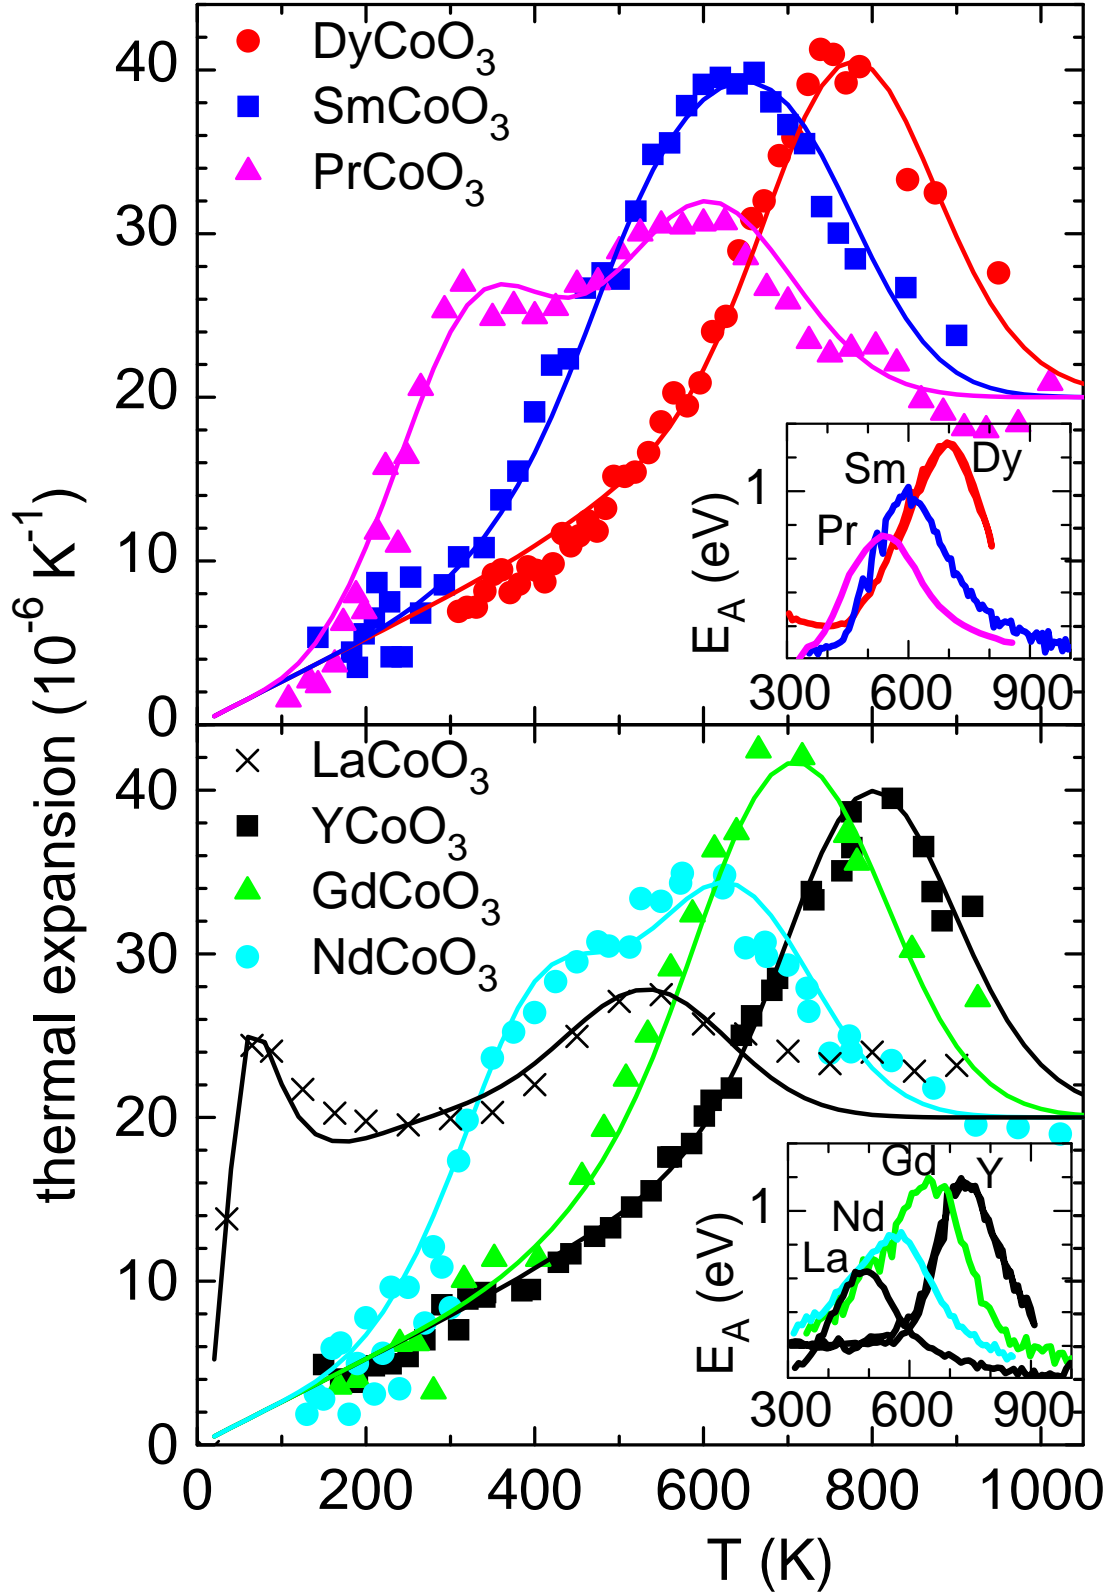 thermal expansion (10⁻⁶ K⁻¹)
40
30
20
10
0
DyCoO₃
SmCoO₃
PrCoO₃
E_A (eV)
1
Pr
Sm
Dy
300
600
900
40
30
20
10
0
LaCoO₃
YCoO₃
GdCoO₃
NdCoO₃
E_A (eV)
1
La
Nd
Gd
Y
300
600
900
0
200
400
600
800
1000
T (K)